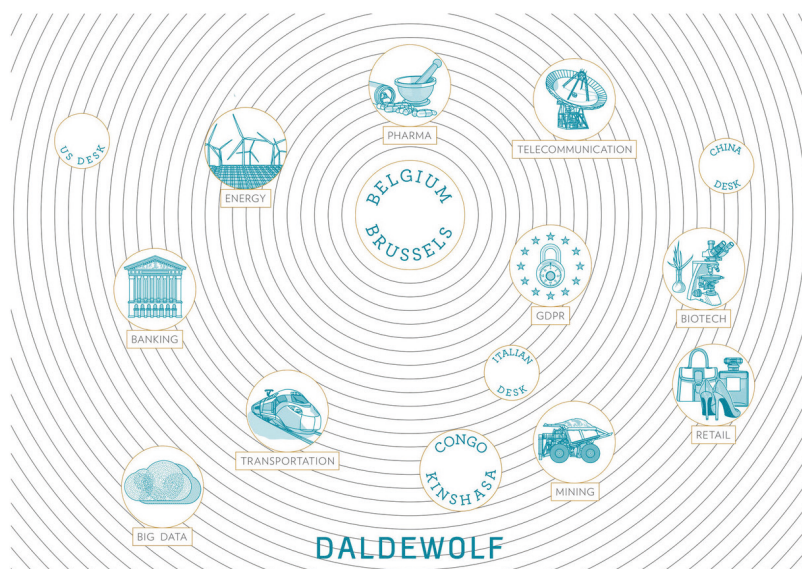 PHARMA
TELECOMMUNICATION
US DESK
CHINA
DESK
ENERGY
BELGIUM
BRUSSELS
GDPR
BIOTECH
BANKING
ITALIAN
DESK
RETAIL
TRANSPORTATION
CONGO
KINSHASA
MINING
BIG DATA
DALDEWOLF